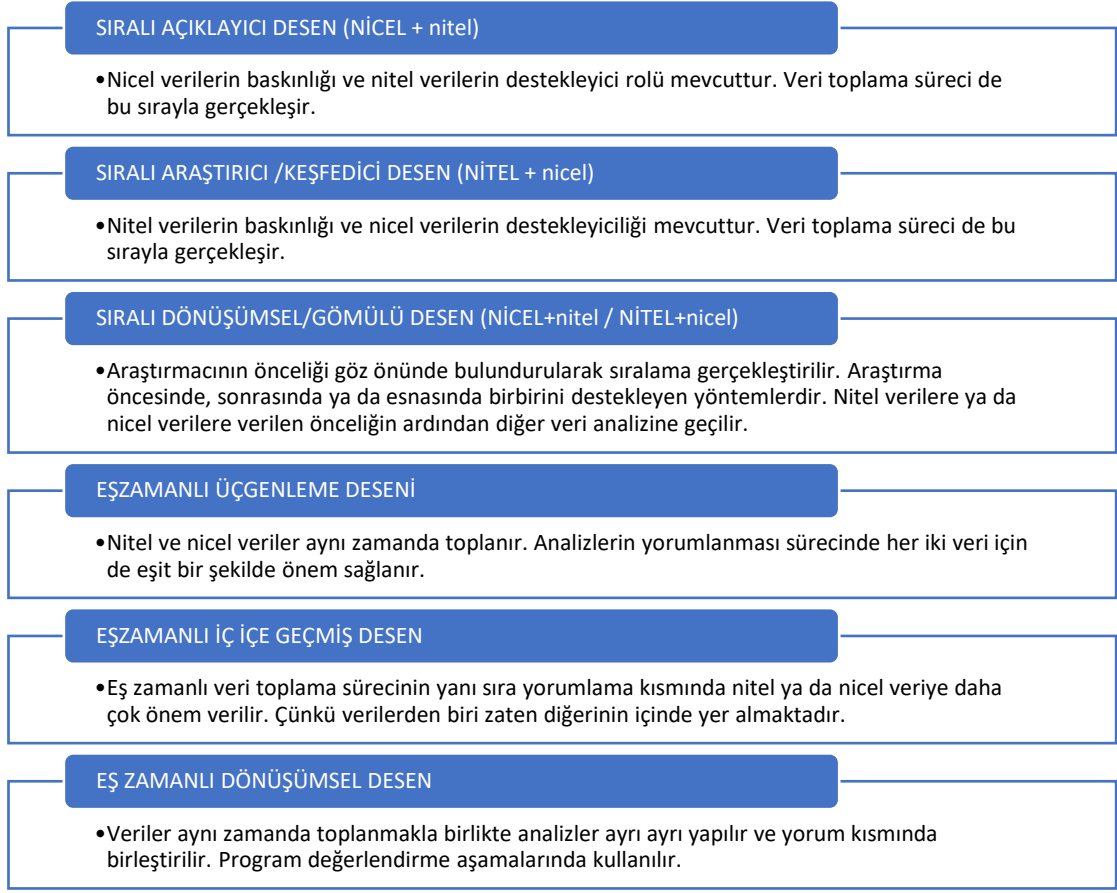 SIRALI AÇIKLAYICI DESEN (NİCEL + nitel)
•Nicel verilerin baskınlığı ve nitel verilerin destekleyici rolü mevcuttur. Veri toplama süreci de
bu sırayla gerçekleşir.
SIRALI ARAŞTIRICI /KEŞFEDİCİ DESEN (NİTEL + nicel)
•Nitel verilerin baskınlığı ve nicel verilerin destekleyiciliği mevcuttur. Veri toplama süreci de bu
sırayla gerçekleşir.
SIRALI DÖNÜŞÜMSEL/GÖMÜLÜ DESEN (NİCEL+nitel / NİTEL+nicel)
•Araştırmacının önceliği göz önünde bulundurularak sıralama gerçekleştirilir. Araştırma
öncesinde, sonrasında ya da esnasında birbirini destekleyen yöntemlerdir. Nitel verilere ya da
nicel verilere verilen önceliğin ardından diğer veri analizine geçilir.
EŞZAMANLI ÜÇGENLEME DESENİ
•Nitel ve nicel veriler aynı zamanda toplanır. Analizlerin yorumlanması sürecinde her iki veri için
de eşit bir şekilde önem sağlanır.
EŞZAMANLI İÇ İÇE GEÇMİŞ DESEN
•Eş zamanlı veri toplama sürecinin yanı sıra yorumlama kısmında nitel ya da nicel veriye daha
çok önem verilir. Çünkü verilerden biri zaten diğerinin içinde yer almaktadır.
EŞ ZAMANLI DÖNÜŞÜMSEL DESEN
•Veriler aynı zamanda toplanmakla birlikte analizler ayrı ayrı yapılır ve yorum kısmında
birleştirilir. Program değerlendirme aşamalarında kullanılır.